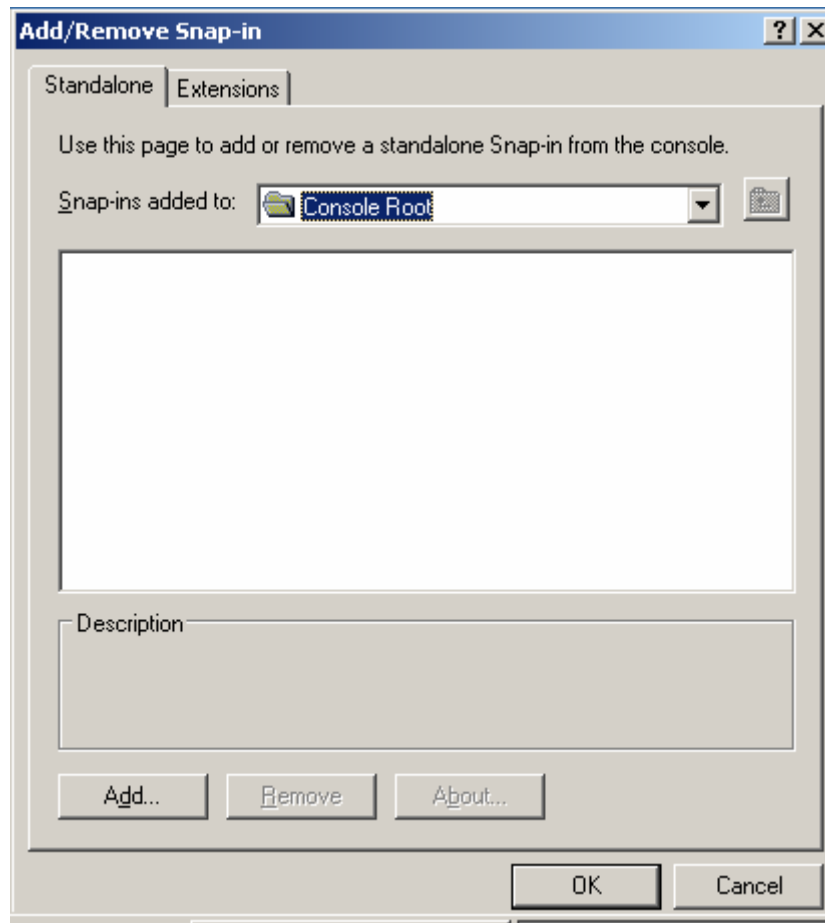 Add/Remove Snap-in
Standalone Extensions
Use this page to add or remove a standalone Snap-in from the console.
Snap-ins added to: Console Root
Description
Add... Remove About...
OK Cancel